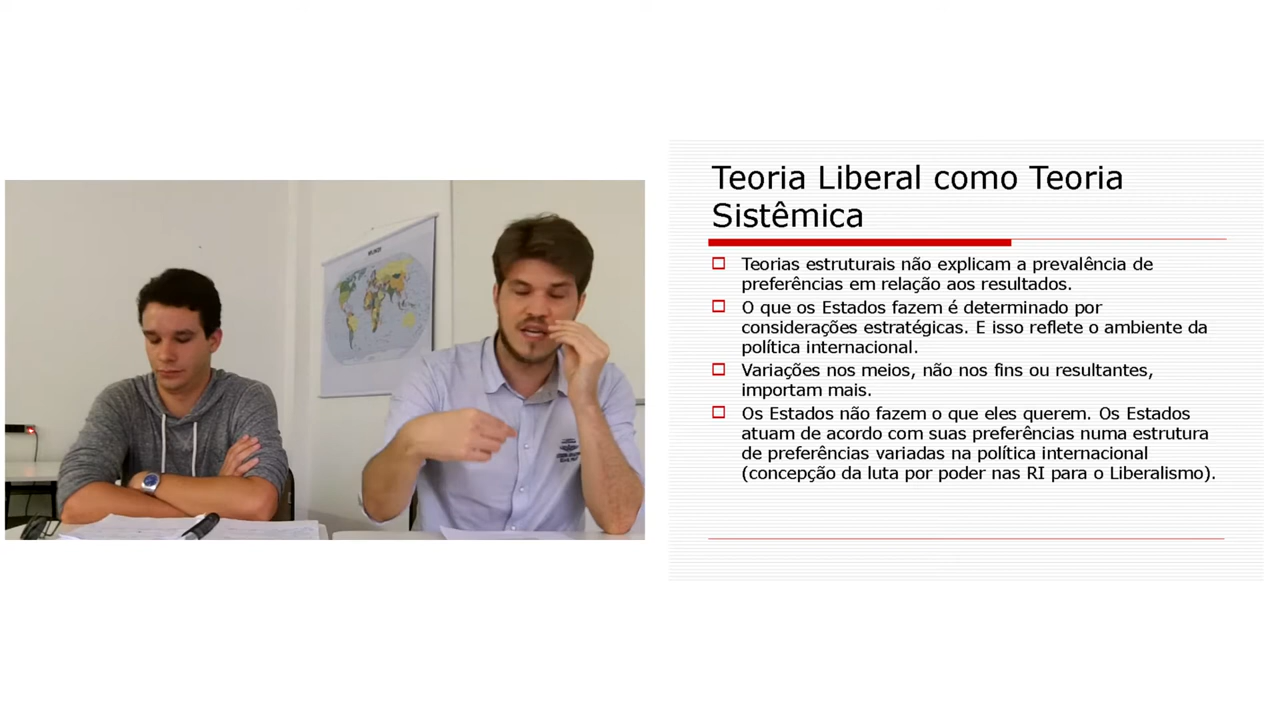 Teoria Liberal como Teoria
Sistêmica
Teorias estruturais não explicam a prevalência de
preferências em relação aos resultados.
O que os Estados fazem é determinado por
considerações estratégicas. E isso reflete o ambiente da
política internacional.
Variações nos meios, não nos fins ou resultantes,
importam mais.
Os Estados não fazem o que eles querem. Os Estados
atuam de acordo com suas preferências numa estrutura
de preferências variadas na política internacional
(concepção da luta por poder nas RI para o Liberalismo).